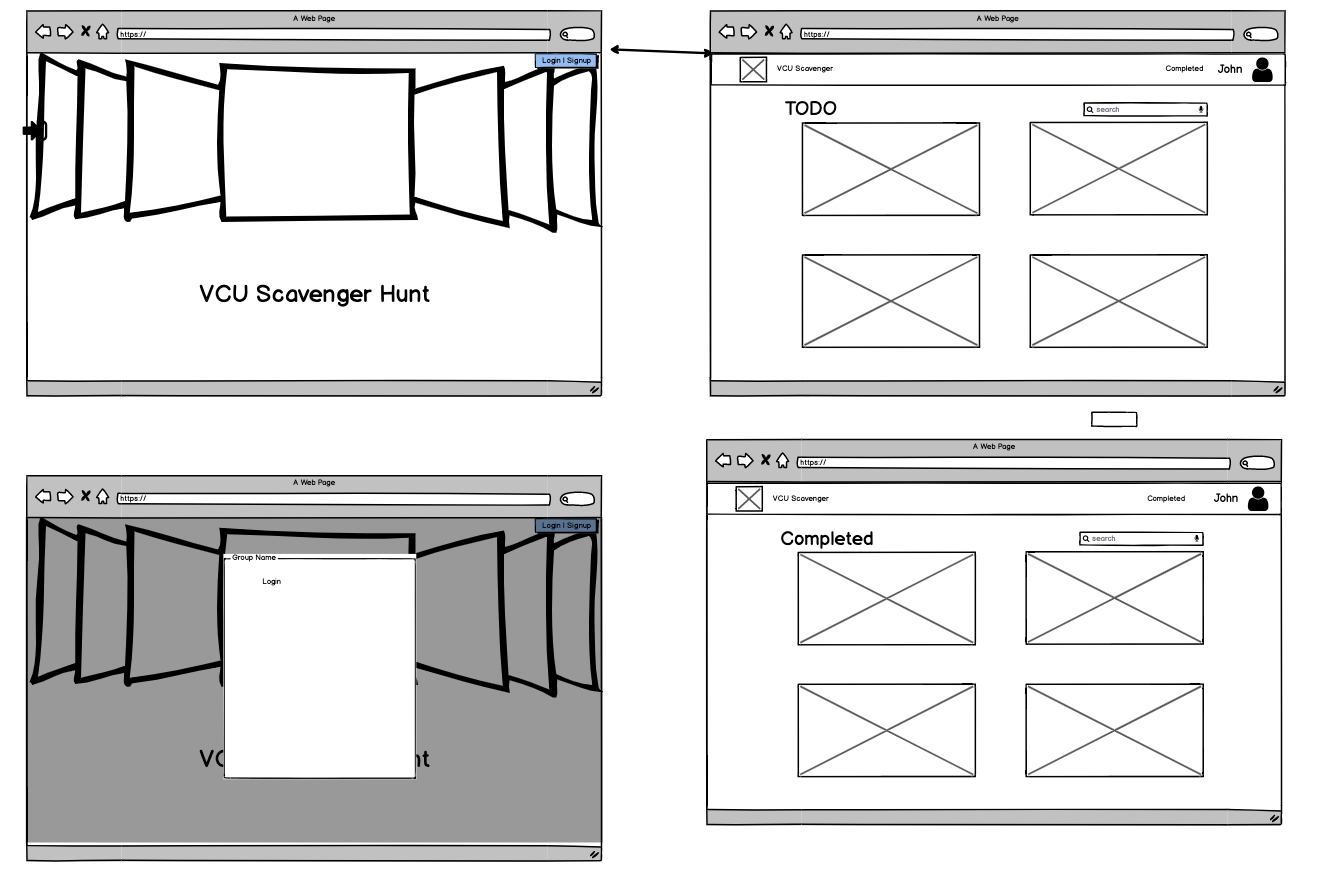 A Web Page
https://
Login | Signup
VCU Scavenger Hunt
A Web Page
https://
VCU Scavenger
Completed
John
TODO
search
A Web Page
https://
Login | Signup
Group Name
Login
VC
nt
A Web Page
https://
VCU Scavenger
Completed
John
Completed
search